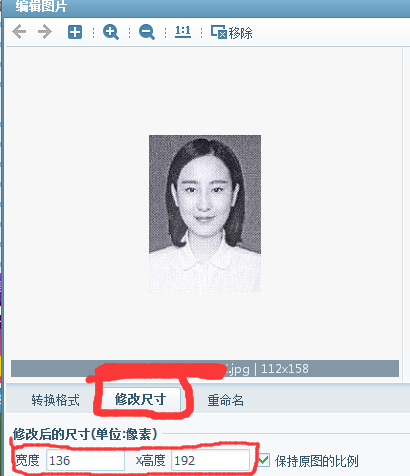 编辑图片
1:1 移除
.jpg | 112x158
转换格式 修改尺寸 重命名
修改后的尺寸(单位:像素)
宽度 136 x高度 192 保持原图的比例